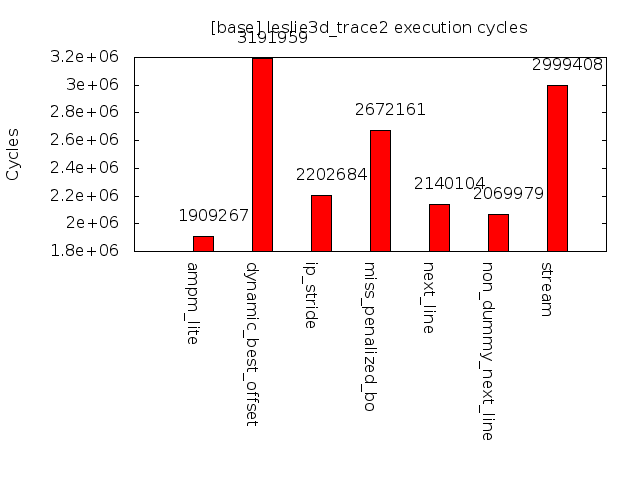 [base] leslie3d_trace2 execution cycles
3191959
3.2e+06
2999408
3e+06
2.8e+06
2672161
2.6e+06
2.4e+06
2202684
2140104
2.2e+06
2069979
1909267
2e+06
1.8e+06
Cycles
ampm_lite
dynamic_best_offset
ip_stride
miss_penalized_bo
next_line
non_dummy_next_line
stream